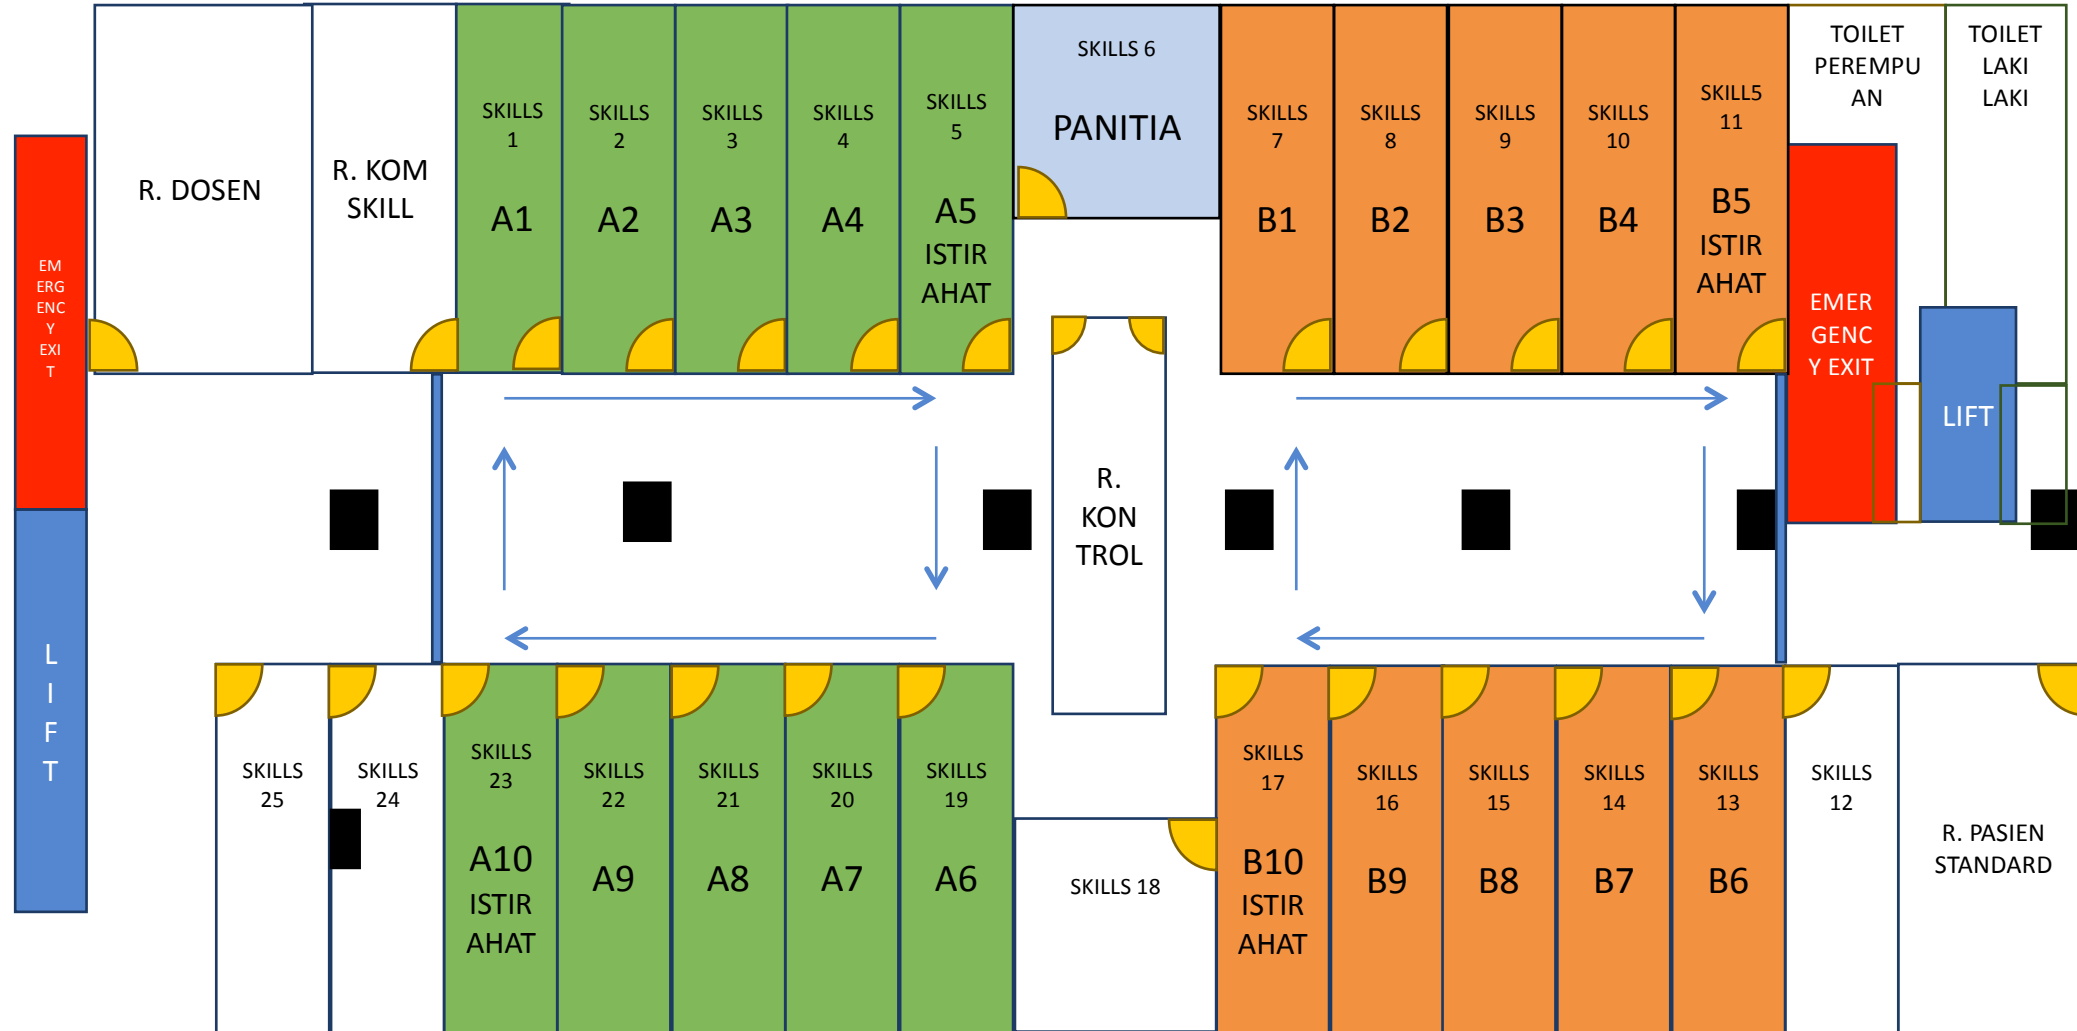 R. DOSEN
R. KOM
SKILL
SKILLS
1
A1
SKILLS
2
A2
SKILLS
3
A3
SKILLS
4
A4
SKILLS
5
A5
ISTIR
AHAT
SKILLS 6
PANITIA
SKILLS
7
B1
SKILLS
8
B2
SKILLS
9
B3
SKILLS
10
B4
SKILL5
11
B5
ISTIR
AHAT
TOILET
PEREMPU
AN
TOILET
LAKI
LAKI
EM
ERG
ENC
Y
EXI
T
EMER
GENC
Y EXIT
LIFT
R.
KON
TROL
L
I
F
T
SKILLS
25
SKILLS
24
SKILLS
23
A10
ISTIR
AHAT
SKILLS
22
A9
SKILLS
21
A8
SKILLS
20
A7
SKILLS
19
A6
SKILLS 18
SKILLS
17
B10
ISTIR
AHAT
SKILLS
16
B9
SKILLS
15
B8
SKILLS
14
B7
SKILLS
13
B6
SKILLS
12
R. PASIEN
STANDARD